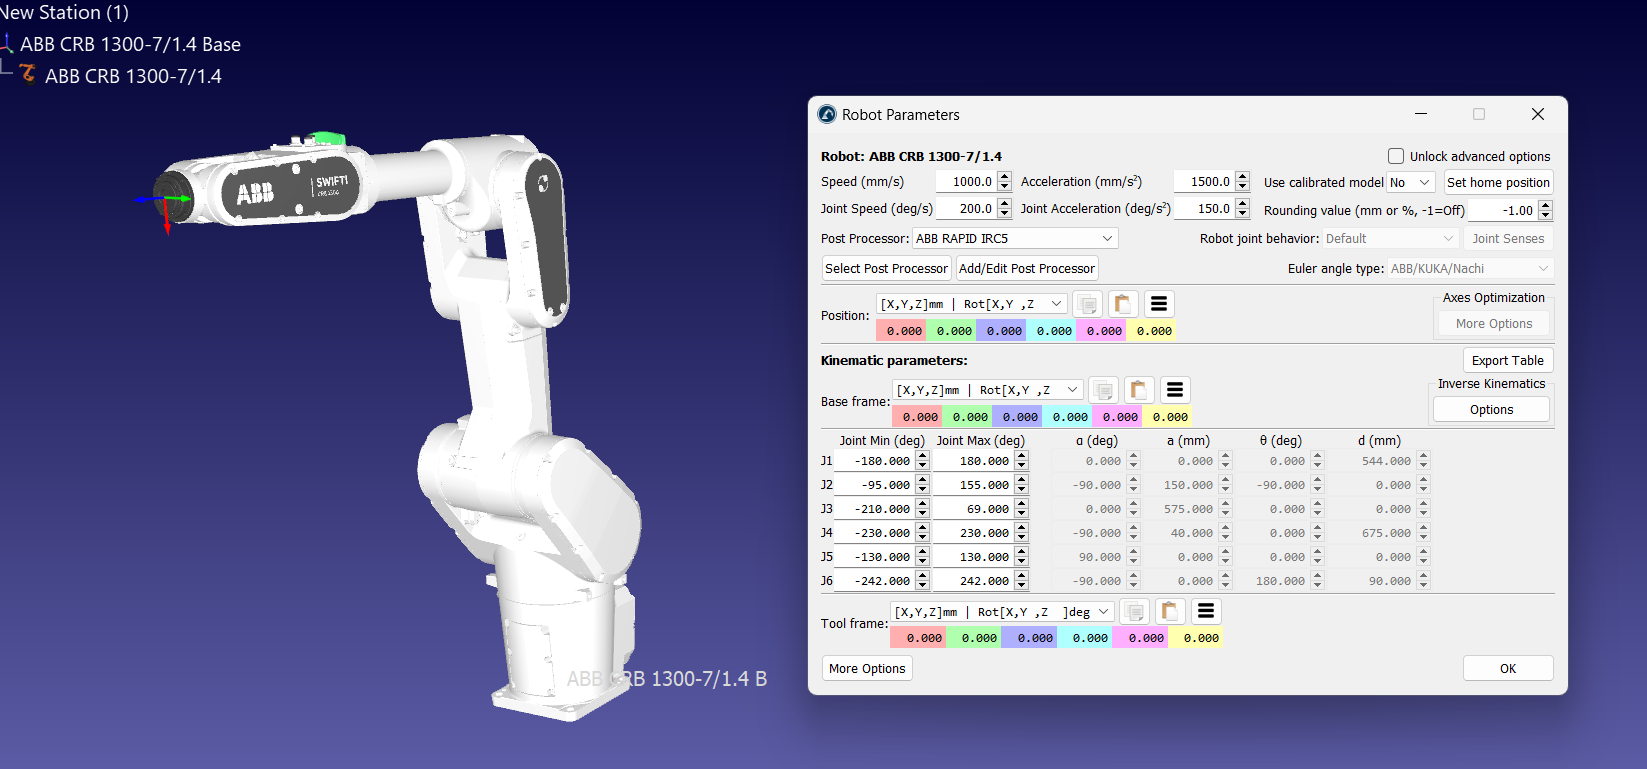 New Station (1)
ABB CRB 1300-7/1.4 Base
ABB CRB 1300-7/1.4
ABB
SWIFTI
CRB 1300
ABB CRB 1300-7/1.4 B
Robot Parameters
Robot: ABB CRB 1300-7/1.4
Unlock advanced options
Speed (mm/s) 1000.0 Acceleration (mm/s²) 1500.0 Use calibrated model No Set home position
Joint Speed (deg/s) 200.0 Joint Acceleration (deg/s²) 150.0 Rounding value (mm or %, -1=Off) -1.00
Post Processor: ABB RAPID IRC5 Robot joint behavior: Default Joint Senses
Select Post Processor Add/Edit Post Processor Euler angle type: ABB/KUKA/Nachi
Axes Optimization
[X,Y,Z]mm | Rot[X,Y ,Z
Position:
More Options
0.000 0.000 0.000 0.000 0.000 0.000
Kinematic parameters: Export Table
Inverse Kinematics
[X,Y,Z]mm | Rot[X,Y ,Z
Base frame:
Options
0.000 0.000 0.000 0.000 0.000 0.000
Joint Min (deg) Joint Max (deg) α (deg) a (mm) θ (deg) d (mm)
J1 -180.000 180.000 0.000 0.000 0.000 544.000
J2 -95.000 155.000 -90.000 150.000 -90.000 0.000
J3 -210.000 69.000 0.000 575.000 0.000 0.000
J4 -230.000 230.000 -90.000 40.000 0.000 675.000
J5 -130.000 130.000 90.000 0.000 0.000 0.000
J6 -242.000 242.000 -90.000 0.000 180.000 90.000
[X,Y,Z]mm | Rot[X,Y ,Z ]deg
Tool frame:
0.000 0.000 0.000 0.000 0.000 0.000
More Options OK